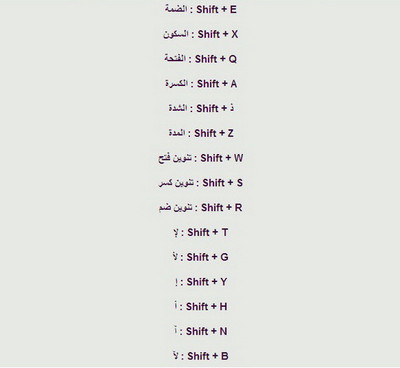 الضمة : Shift + E
السكون : Shift + X
الفتحة : Shift + Q
الكسرة : Shift + A
الشدة : Shift + ذ
المدة : Shift + Z
تنوين فتح : Shift + W
تنوين كسر : Shift + S
تنوين ضم : Shift + R
لإ : Shift + T
لأ : Shift + G
إ : Shift + Y
أ : Shift + H
آ : Shift + N
لآ : Shift + B